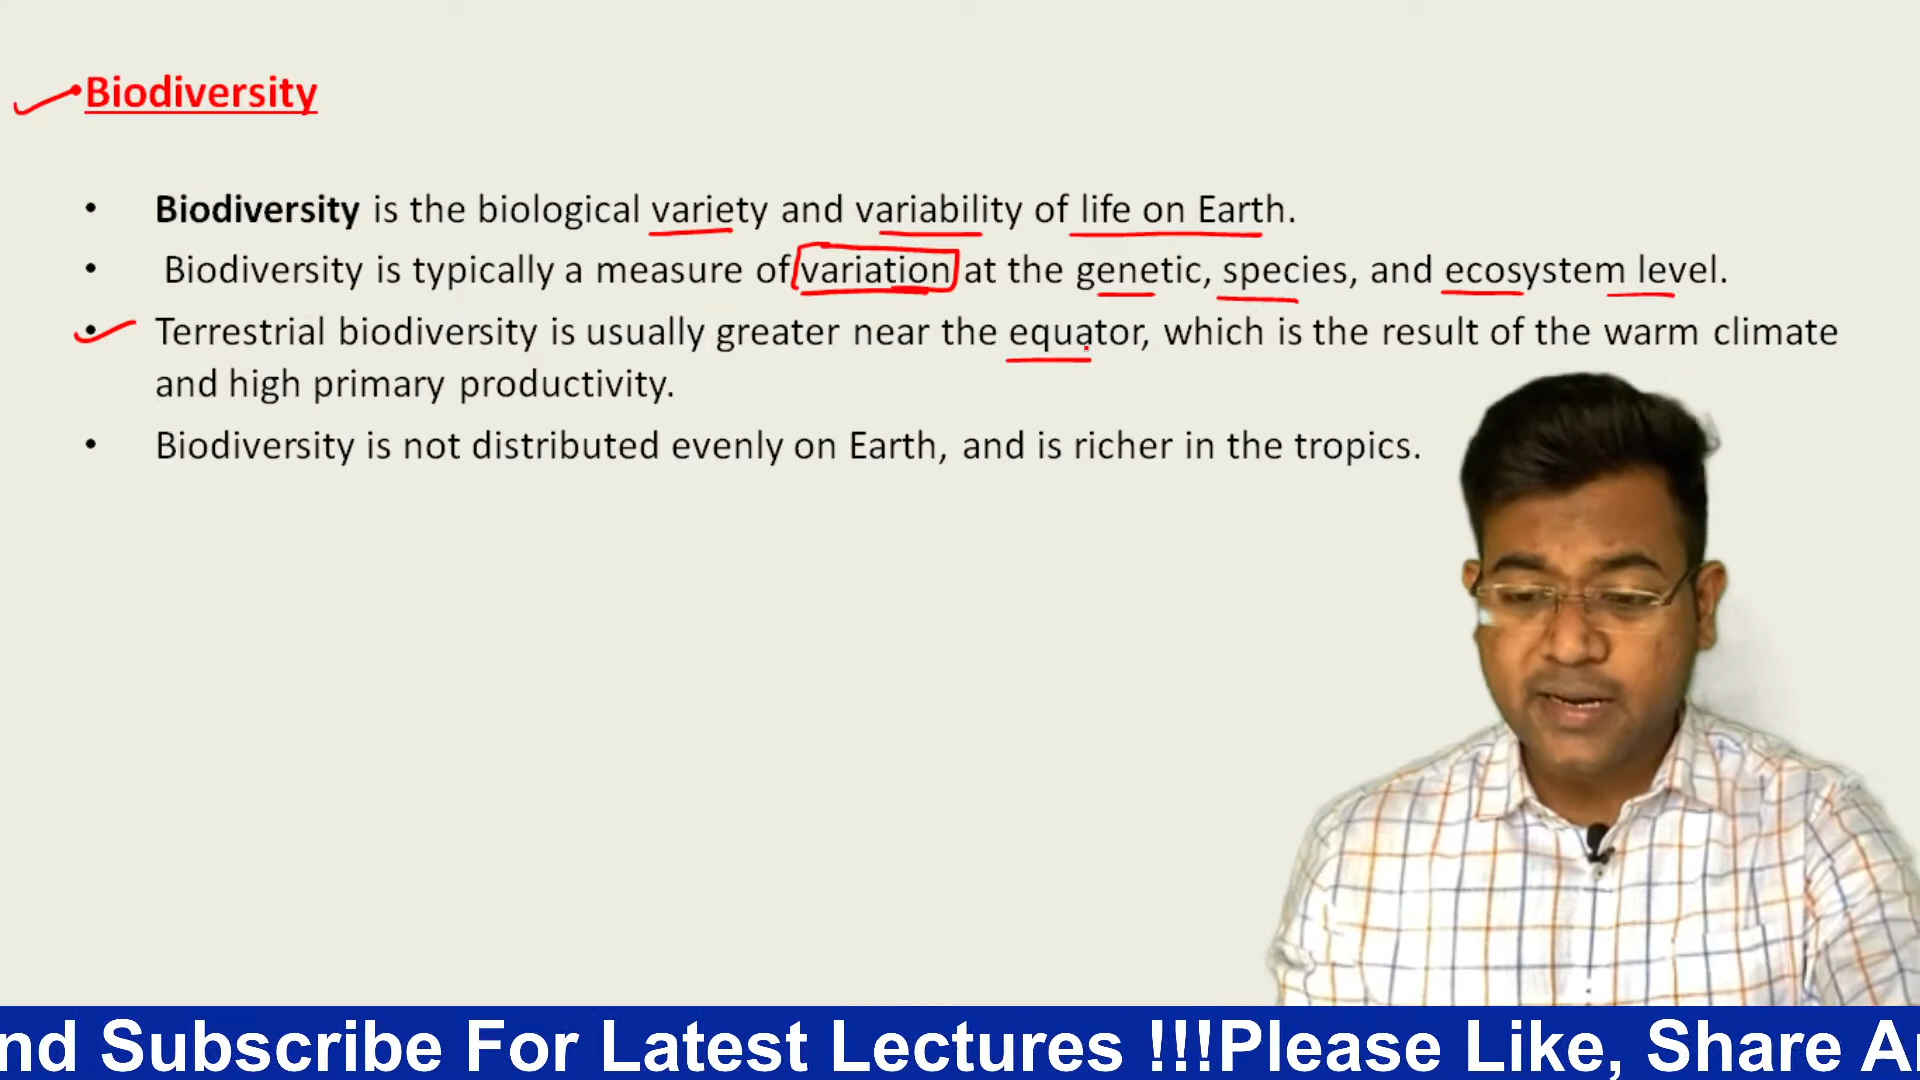 Biodiversity
• Biodiversity is the biological variety and variability of life on Earth.
• Biodiversity is typically a measure of variation at the genetic, species, and ecosystem level.
• Terrestrial biodiversity is usually greater near the equator, which is the result of the warm climate
and high primary productivity.
• Biodiversity is not distributed evenly on Earth, and is richer in the tropics.
nd Subscribe For Latest Lectures !!!Please Like, Share A